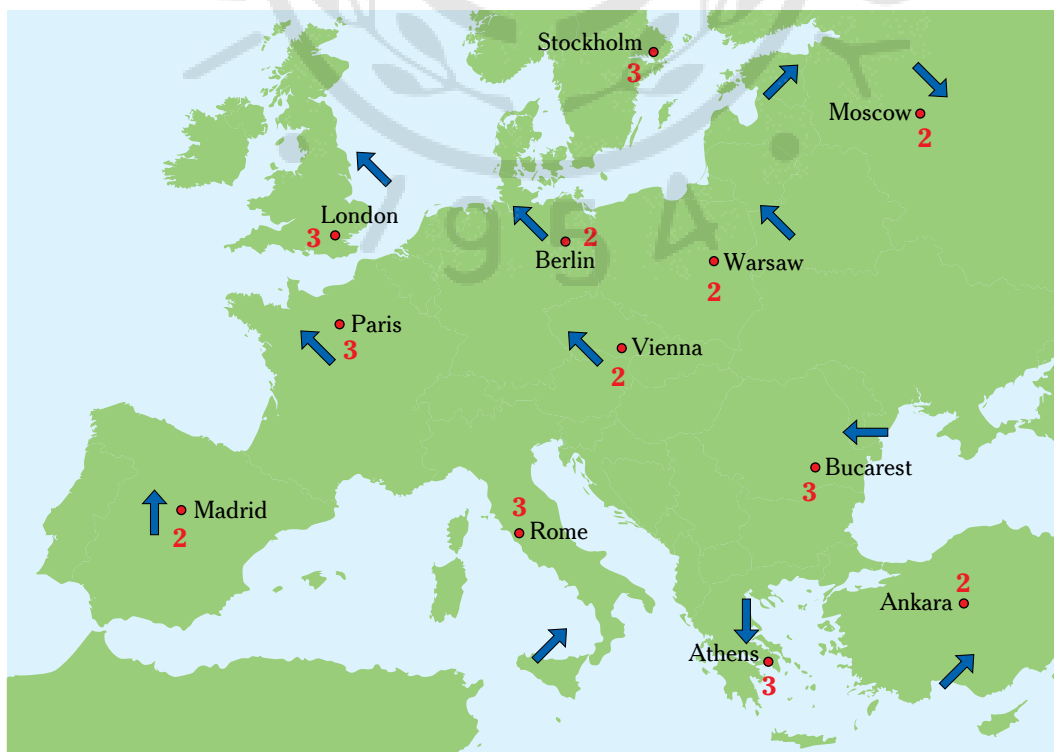 Stockholm
3
Moscow
2
London
3
2
Berlin
Warsaw
2
Paris
3
Vienna
2
Bucarest
3
Madrid
2
3
Rome
2
Ankara
Athens
3
1954